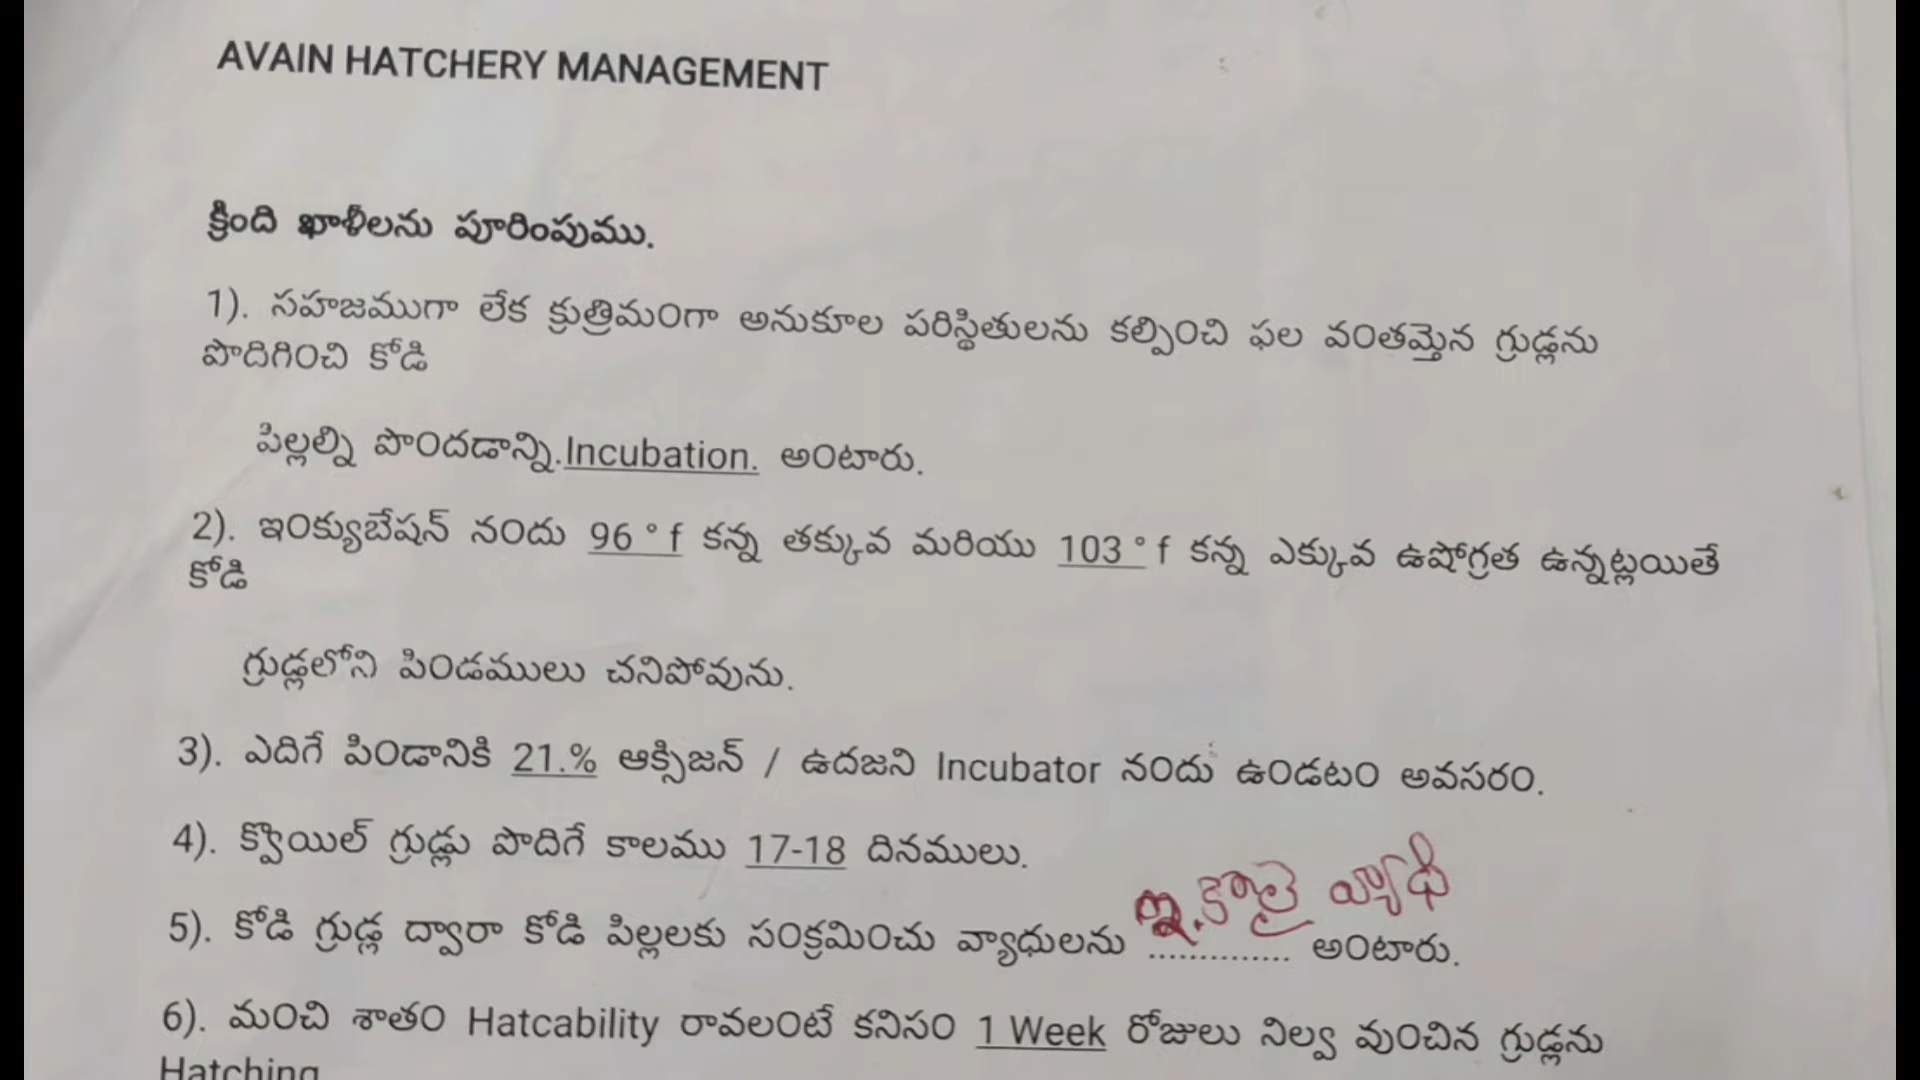 AVAIN HATCHERY MANAGEMENT
క్రింది ఖాళీలను పూరింపుము.
1). సహజముగా లేక క్రుత్రిమంగా అనుకూల పరిస్థితులను కల్పించి ఫల వంతమైన గ్రుడ్లను
పొదిగించి కోడి
పిల్లల్ని పొందడాన్ని.Incubation. అంటారు.
2). ఇంక్యుబేషన్ నందు 96 ° f కన్న తక్కువ మరియు 103 ° f కన్న ఎక్కువ ఉషోగ్రత ఉన్నట్లయితే
కోడి
గ్రుడ్లలోని పిండములు చనిపోవును.
3). ఎదిగే పిండానికి 21.% ఆక్సిజన్ / ఉదజని Incubator నందు ఉండటం అవసరం.
4). క్వొయిల్ గ్రుడ్లు పొదిగే కాలము 17-18 దినములు.
5). కోడి గ్రుడ్ల ద్వారా కోడి పిల్లలకు సంక్రమించు వ్యాధులను ఇ.కొలై వ్యాధి .............. అంటారు.
6). మంచి శాతం Hatcability రావలంటే కనిసం 1 Week రోజులు నిల్వ వుంచిన గ్రుడ్లను
Hatching